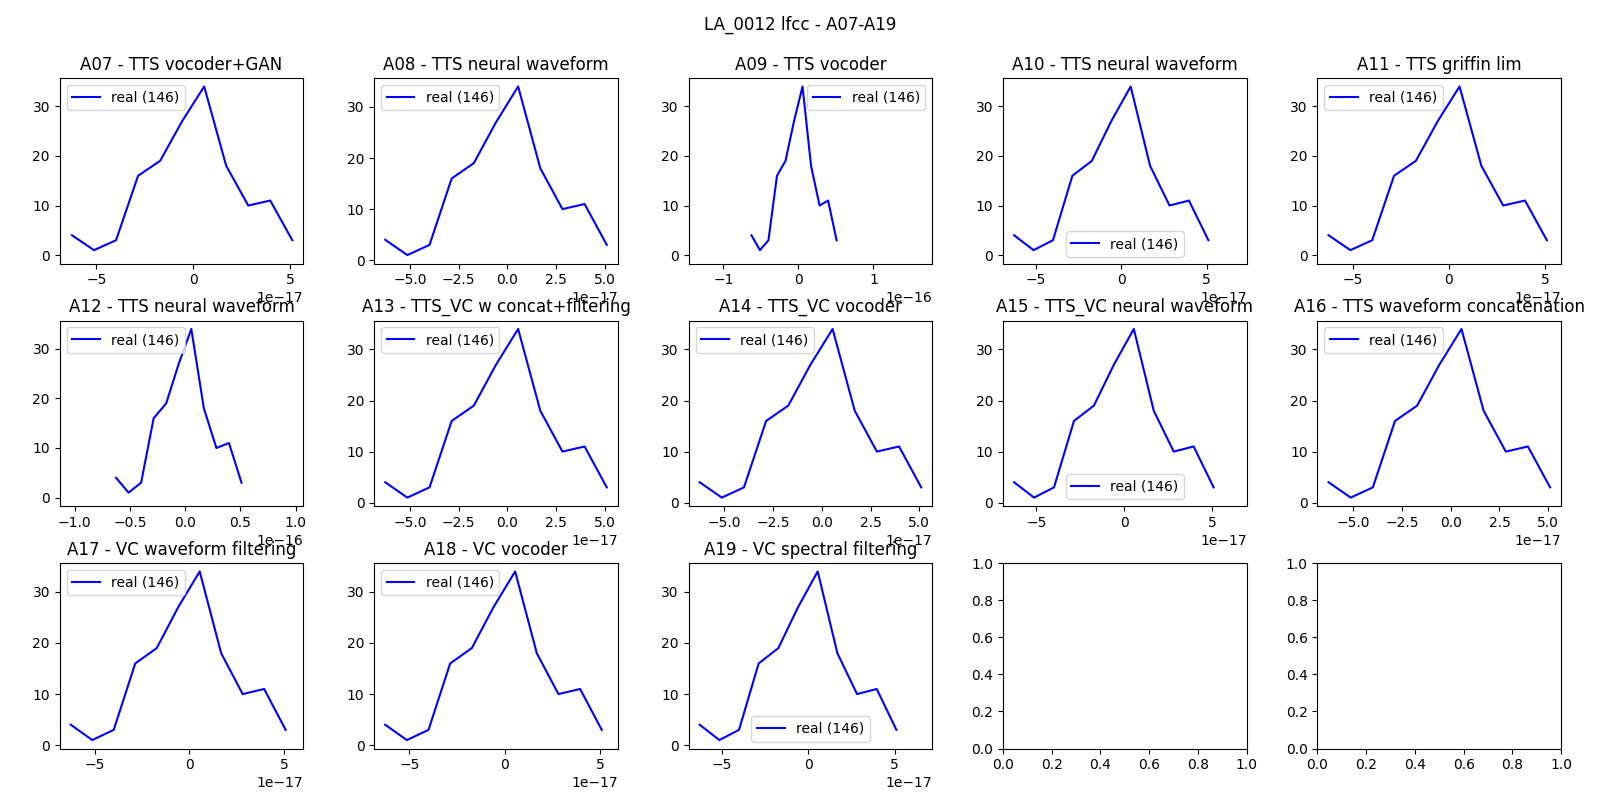 LA_0012 lfcc - A07-A19
A07 - TTS vocoder+GAN
A08 - TTS neural waveform
A09 - TTS vocoder
A10 - TTS neural waveform
A11 - TTS griffin lim
real (146)
real (146)
real (146)
real (146)
real (146)
30
20
10
0
30
20
10
0
30
20
10
0
30
20
10
0
30
20
10
0
−5 0 5
1e−17
−5.0 −2.5 0.0 2.5 5.0
1e−17
−1 0 1
1e−16
−5 0 5
1e−17
−5 0 5
1e−17
A12 - TTS neural waveform
A13 - TTS_VC w concat+filtering
A14 - TTS_VC vocoder
A15 - TTS_VC neural waveform
A16 - TTS waveform concatenation
real (146)
real (146)
real (146)
real (146)
real (146)
30
20
10
0
30
20
10
0
30
20
10
0
30
20
10
0
30
20
10
0
−1.0 −0.5 0.0 0.5 1.0
1e−16
−5.0 −2.5 0.0 2.5 5.0
1e−17
−5.0 −2.5 0.0 2.5 5.0
1e−17
−5 0 5
1e−17
−5.0 −2.5 0.0 2.5 5.0
1e−17
A17 - VC waveform filtering
A18 - VC vocoder
A19 - VC spectral filtering
real (146)
real (146)
real (146)
30
20
10
0
30
20
10
0
30
20
10
0
1.0
0.8
0.6
0.4
0.2
0.0
1.0
0.8
0.6
0.4
0.2
0.0
−5 0 5
1e−17
−5 0 5
1e−17
−5 0 5
1e−17
0.0 0.2 0.4 0.6 0.8 1.0
0.0 0.2 0.4 0.6 0.8 1.0